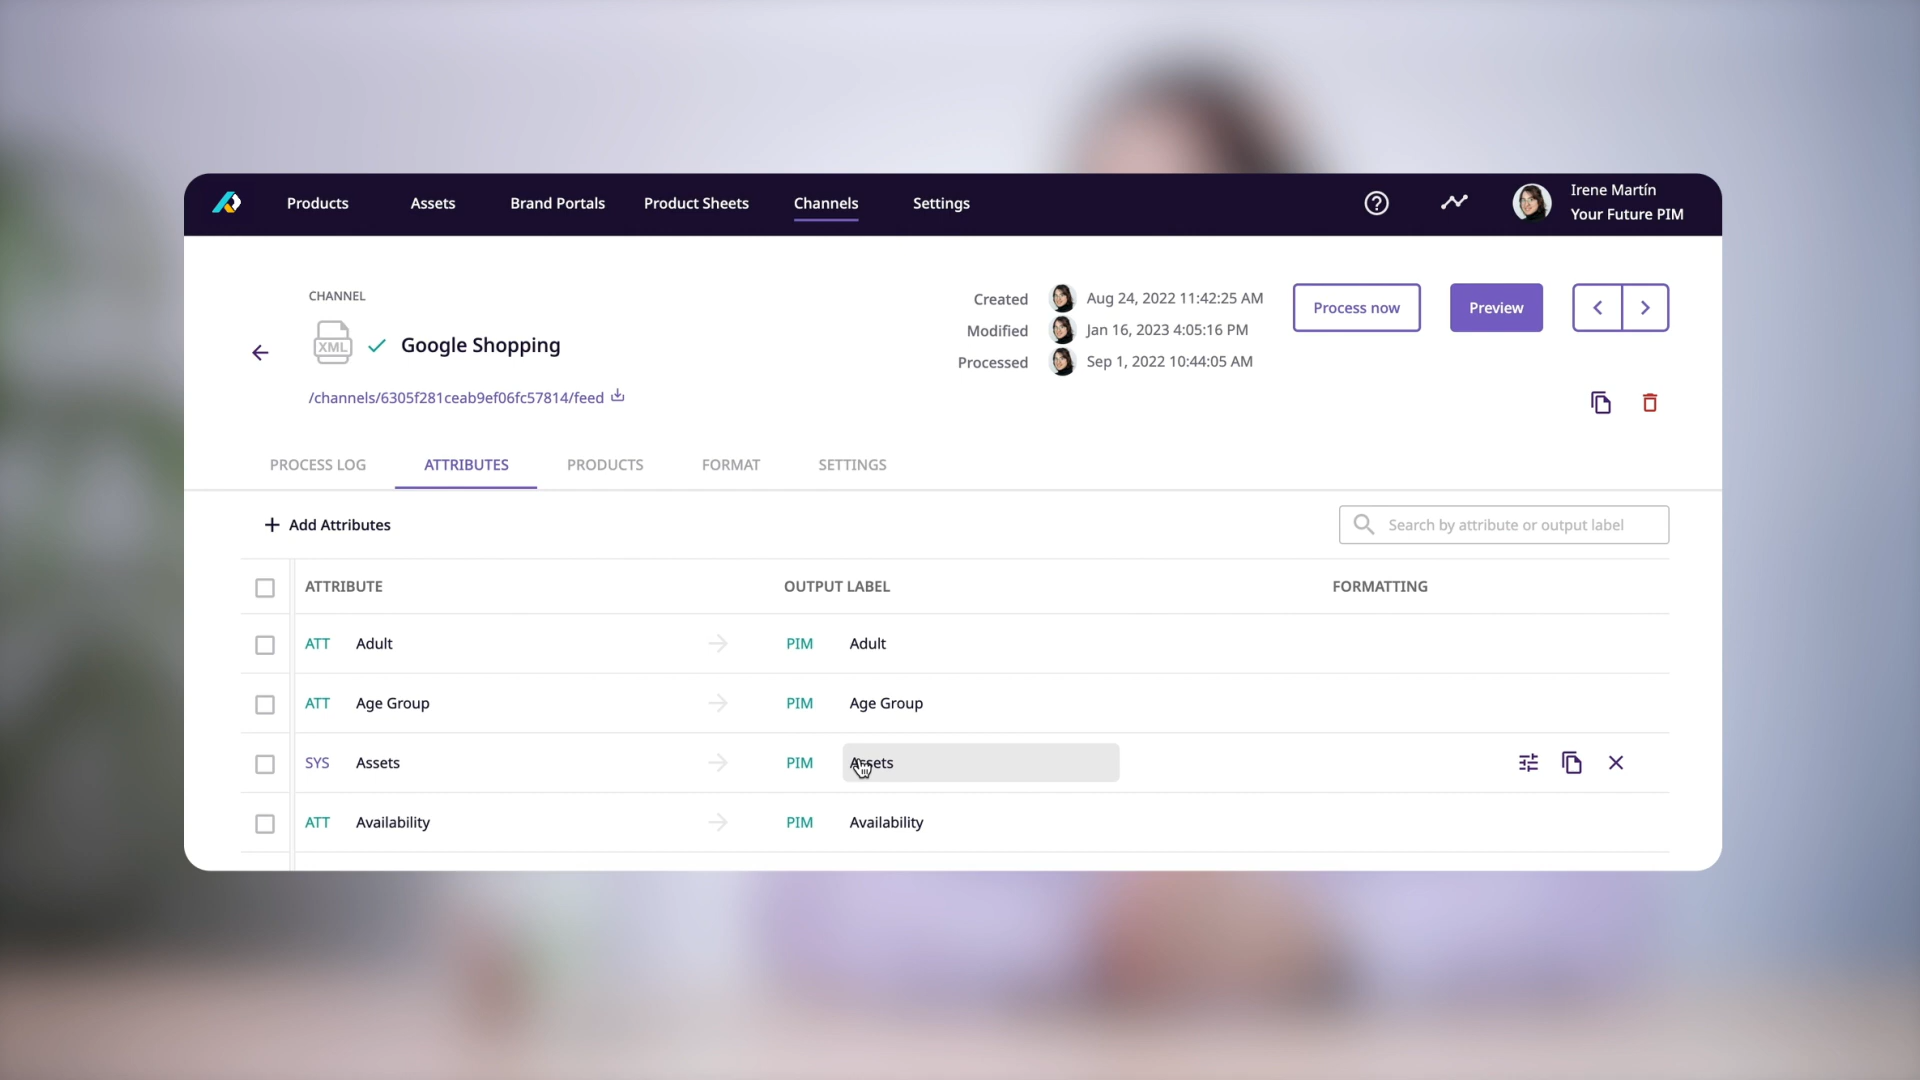 Products Assets Brand Portals Product Sheets Channels Settings
Irene Martín
Your Future PIM
CHANNEL
XML Google Shopping
/channels/6305f281ceab9ef06fc57814/feed
Created Aug 24, 2022 11:42:25 AM
Modified Jan 16, 2023 4:05:16 PM
Processed Sep 1, 2022 10:44:05 AM
Process now Preview
PROCESS LOG ATTRIBUTES PRODUCTS FORMAT SETTINGS
+ Add Attributes
Search by attribute or output label
ATTRIBUTE OUTPUT LABEL FORMATTING
ATT Adult PIM Adult
ATT Age Group PIM Age Group
SYS Assets PIM Assets
ATT Availability PIM Availability